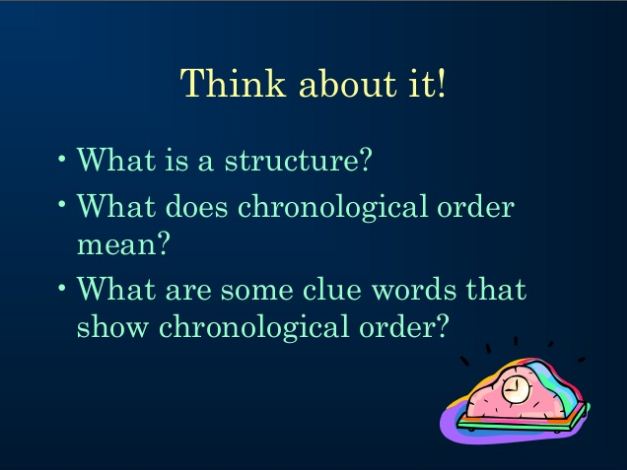 Think about it!
• What is a structure?
• What does chronological order
mean?
• What are some clue words that
show chronological order?